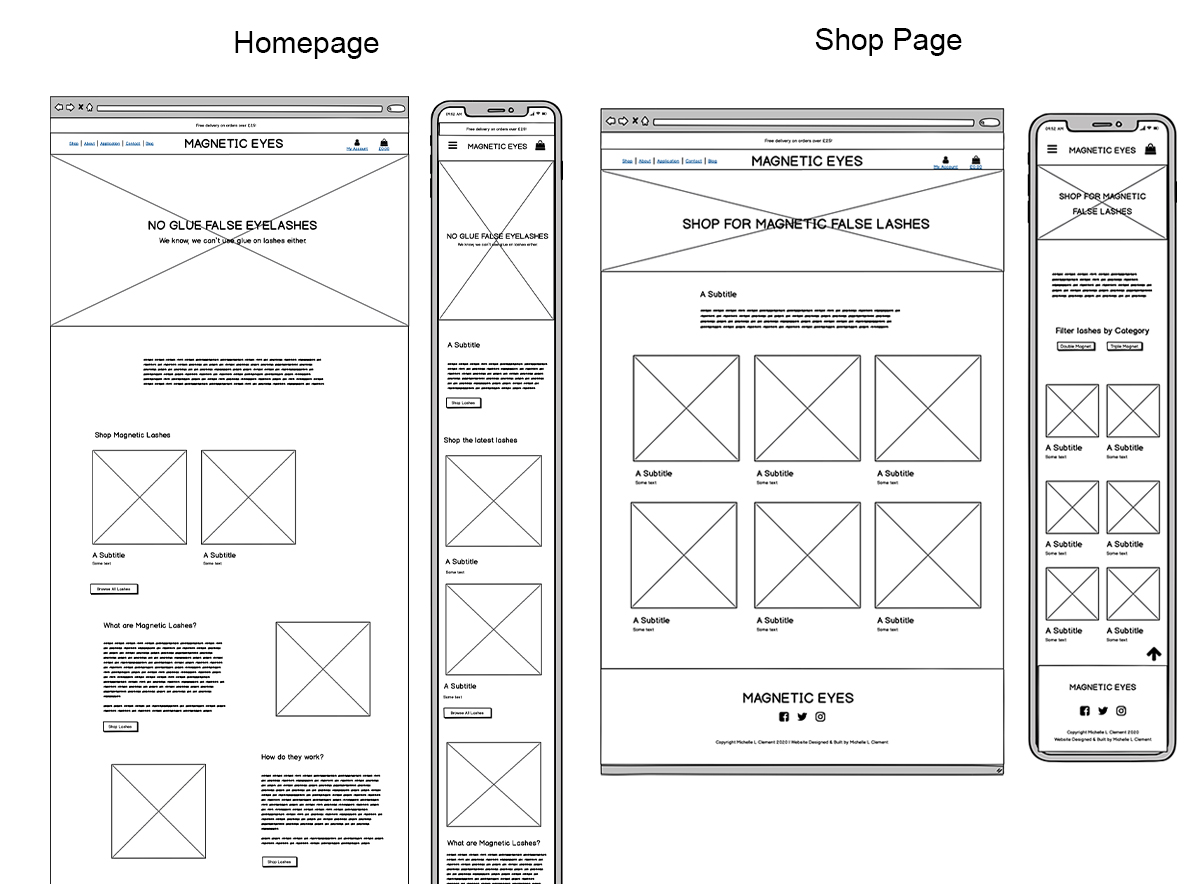 Homepage
Shop Page
Free delivery on orders over £25!
Shop | About | Application | Contact | Blog
MAGNETIC EYES
My Account
£0.00
NO GLUE FALSE EYELASHES
We know, we can't use glue on lashes either.
Shop Magnetic Lashes
A Subtitle
Some text
A Subtitle
Some text
Browse All Lashes
What are Magnetic Lashes?
Shop Lashes
How do they work?
Shop Lashes
09:52 AM
Free delivery on orders over £25!
MAGNETIC EYES
NO GLUE FALSE EYELASHES
We know, we can't use glue on lashes either.
A Subtitle
Shop Lashes
Shop the latest lashes
A Subtitle
Some text
A Subtitle
Some text
Browse All Lashes
What are Magnetic Lashes?
Free delivery on orders over £25!
Shop | About | Application | Contact | Blog
MAGNETIC EYES
My Account
£0.00
SHOP FOR MAGNETIC FALSE LASHES
A Subtitle
A Subtitle
Some text
A Subtitle
Some text
A Subtitle
Some text
A Subtitle
Some text
A Subtitle
Some text
A Subtitle
Some text
MAGNETIC EYES
Copyright Michelle L Clement 2020 | Website Designed & Built by Michelle L Clement
09:52 AM
MAGNETIC EYES
SHOP FOR MAGNETIC
FALSE LASHES
Filter lashes by Category
Double Magnet
Triple Magnet
A Subtitle
Some text
A Subtitle
Some text
A Subtitle
Some text
A Subtitle
Some text
A Subtitle
Some text
A Subtitle
Some text
MAGNETIC EYES
Copyright Michelle L Clement 2020
Website Designed & Built by Michelle L Clement